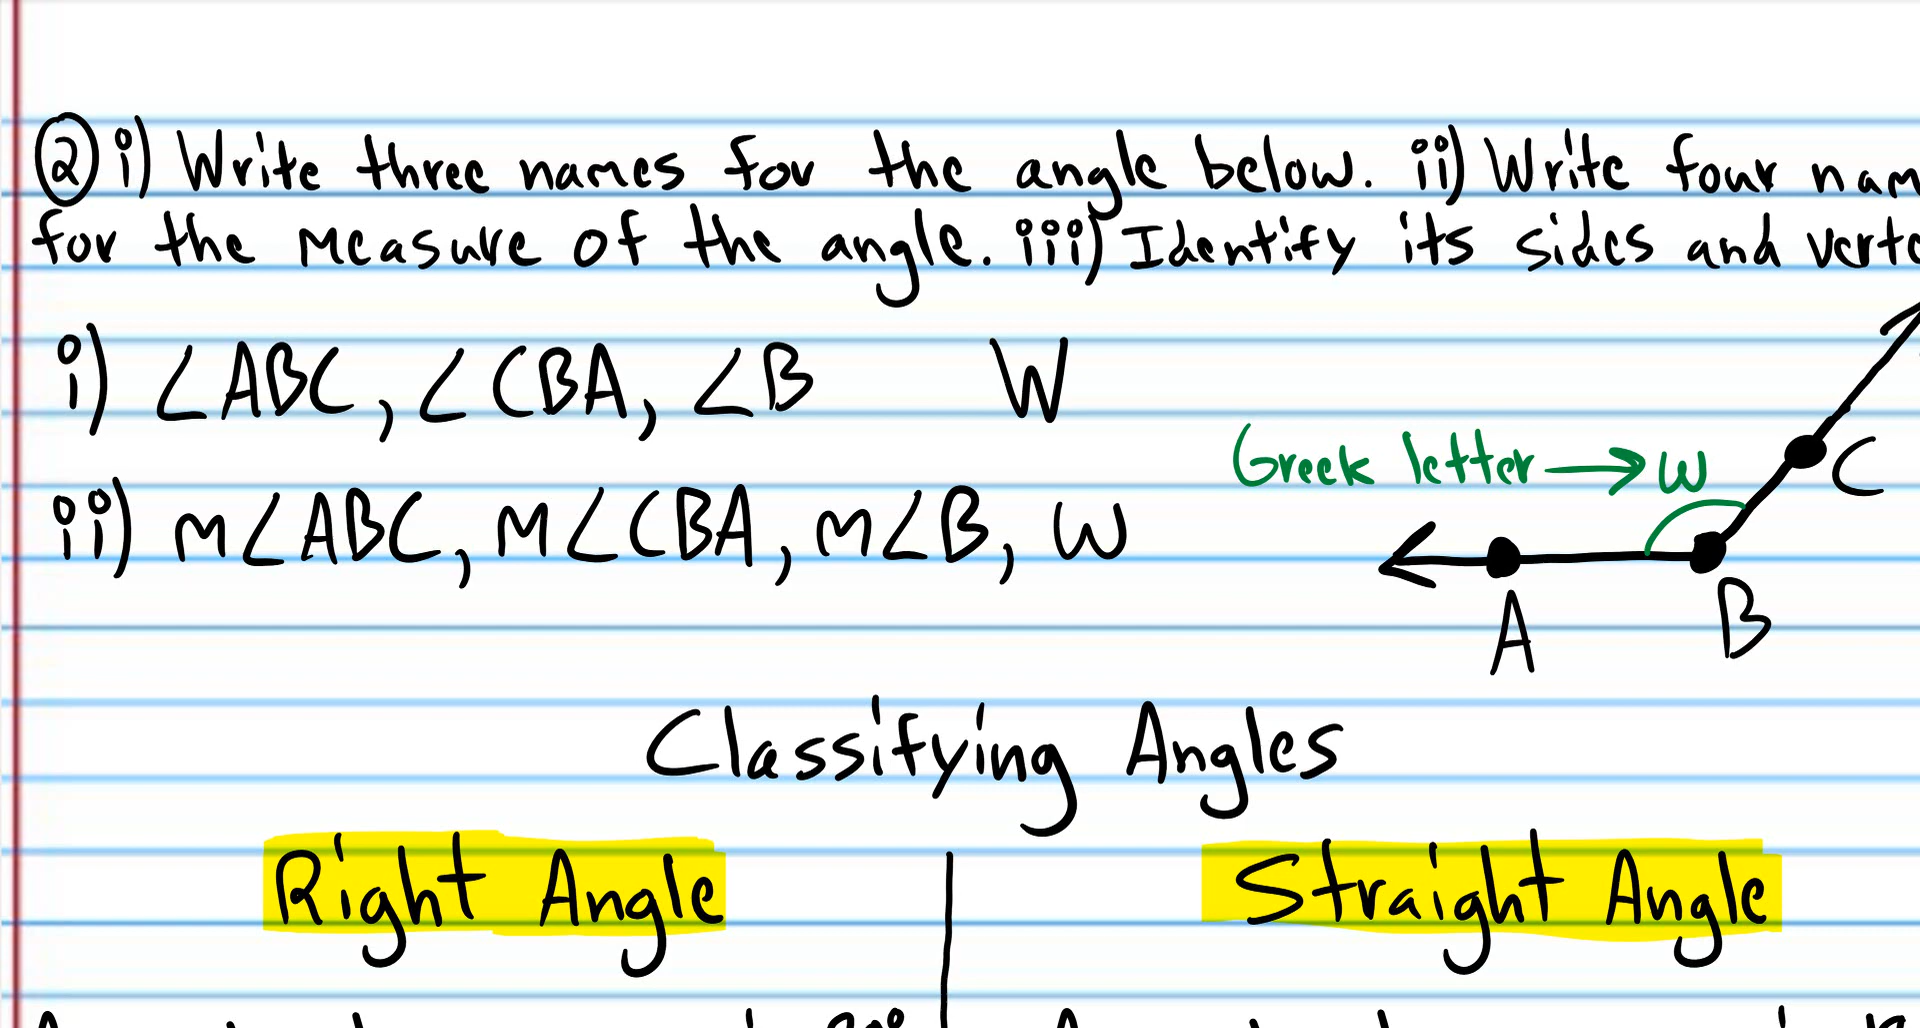 ② i) Write three names for the angle below. ii) Write four nam
for the measure of the angle. iii) Identify its sides and verte
i) ∠ABC, ∠CBA, ∠B W
Greek letter → ω
C
ii) m∠ABC, m∠CBA, m∠B, ω
A B
Classifying Angles
Right Angle Straight Angle